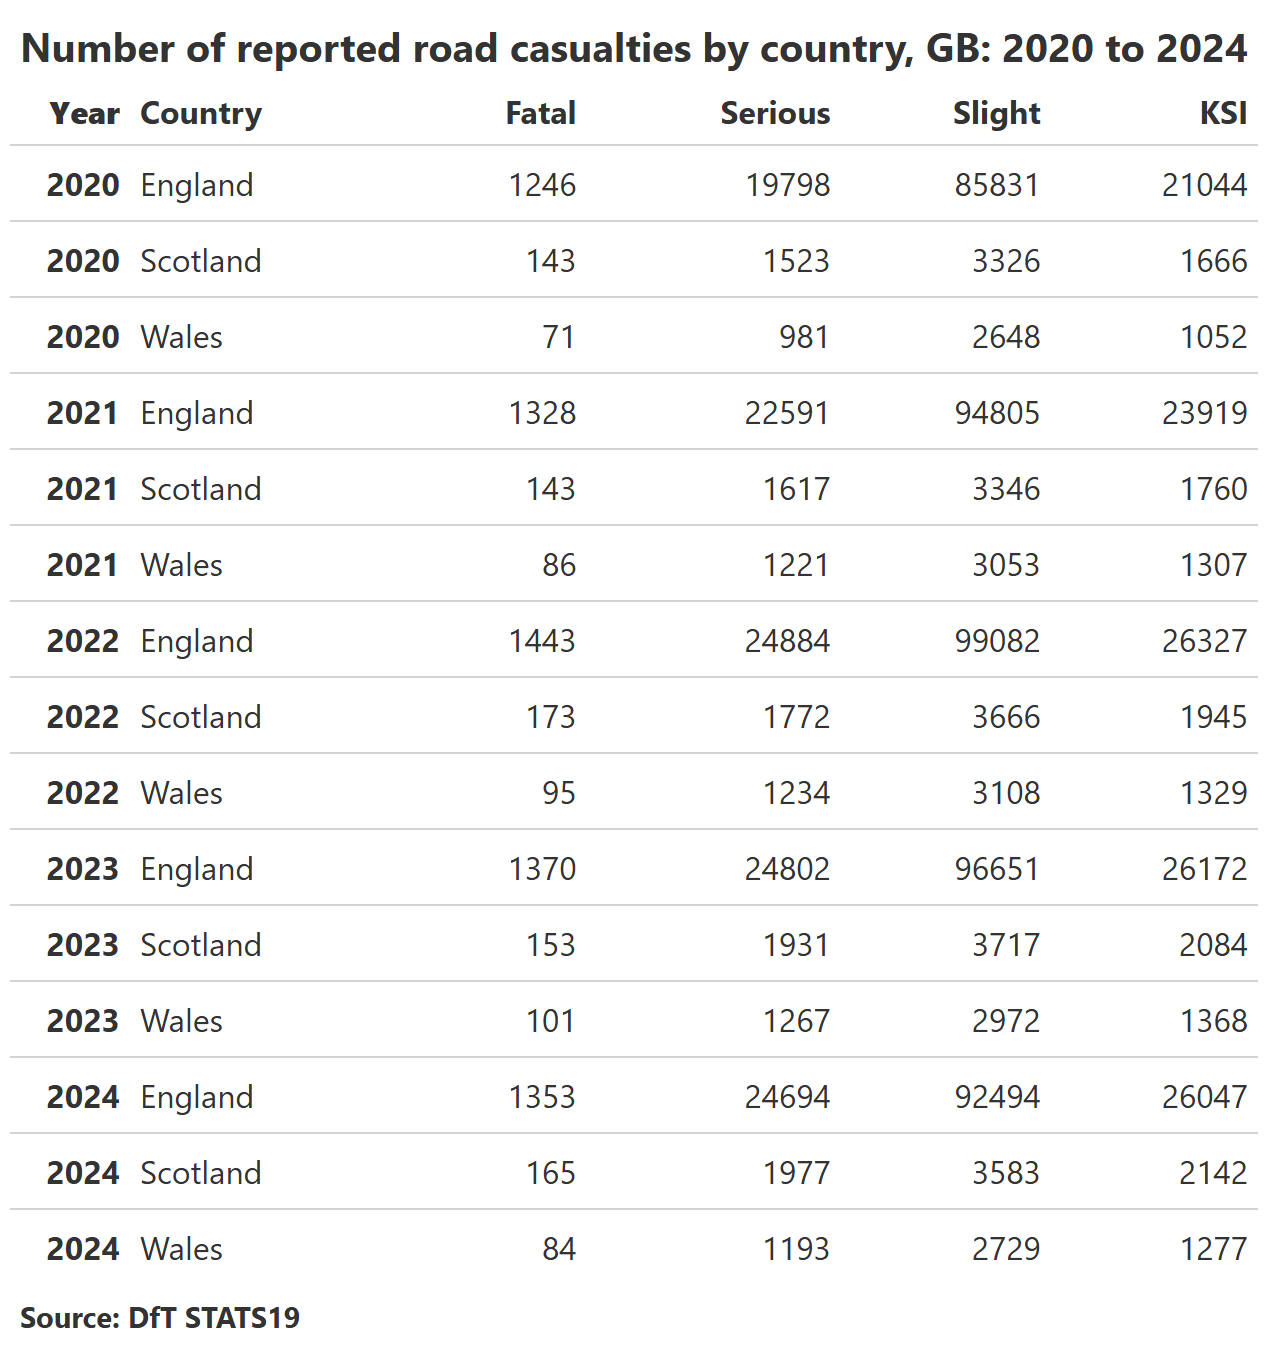 Number of reported road casualties by country, GB: 2020 to 2024
Year Country Fatal Serious Slight KSI
2020 England 1246 19798 85831 21044
2020 Scotland 143 1523 3326 1666
2020 Wales 71 981 2648 1052
2021 England 1328 22591 94805 23919
2021 Scotland 143 1617 3346 1760
2021 Wales 86 1221 3053 1307
2022 England 1443 24884 99082 26327
2022 Scotland 173 1772 3666 1945
2022 Wales 95 1234 3108 1329
2023 England 1370 24802 96651 26172
2023 Scotland 153 1931 3717 2084
2023 Wales 101 1267 2972 1368
2024 England 1353 24694 92494 26047
2024 Scotland 165 1977 3583 2142
2024 Wales 84 1193 2729 1277
Source: DfT STATS19